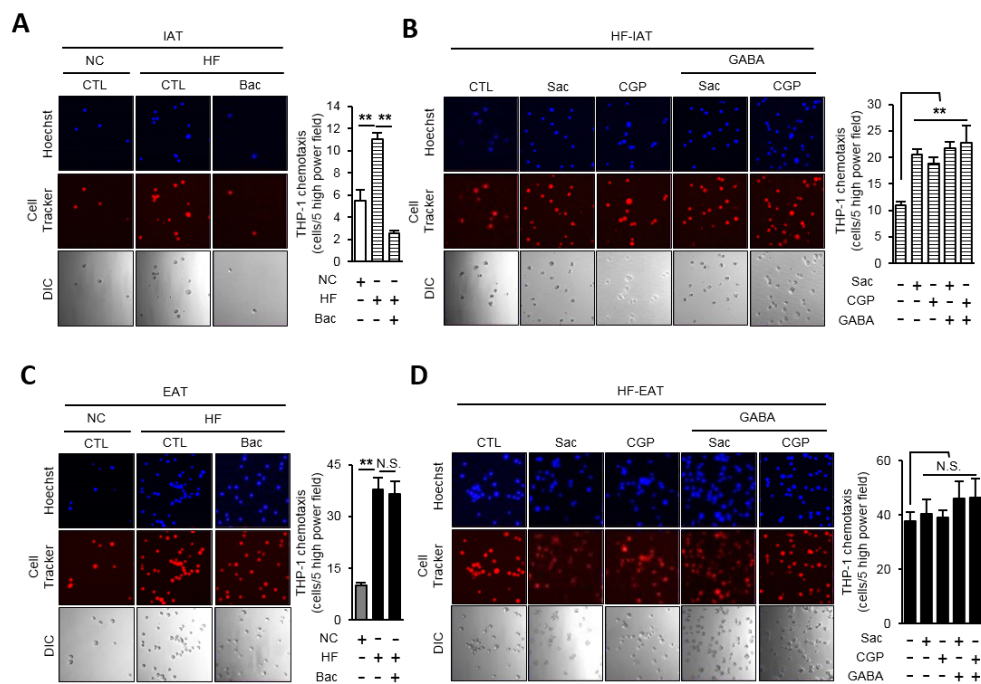 A
IAT
NC
HF
CTL
CTL
Bac
Hoechst
Cell
Tracker
DIC
THP-1 chemotaxis
(cells/5 high power field)
14
12
10
8
6
4
2
0
** **
NC + - -
HF - + +
Bac - - +
B
HF-IAT
GABA
CTL
Sac
CGP
Sac
CGP
Hoechst
Cell
Tracker
DIC
THP-1 chemotaxis
(cells/5 high power field)
30
25
20
15
10
5
0
**
Sac - + - + -
CGP - - + - +
GABA - - - + +
C
EAT
NC
HF
CTL
CTL
Bac
Hoechst
Cell
Tracker
DIC
THP-1 chemotaxis
(cells/5 high power field)
45
30
15
0
** N.S.
NC + - -
HF - + +
Bac - - +
D
HF-EAT
GABA
CTL
Sac
CGP
Sac
CGP
Hoechst
Cell
Tracker
DIC
THP-1 chemotaxis
(cells/5 high power field)
60
40
20
0
N.S.
Sac - + - + -
CGP - - + - +
GABA - - - + +